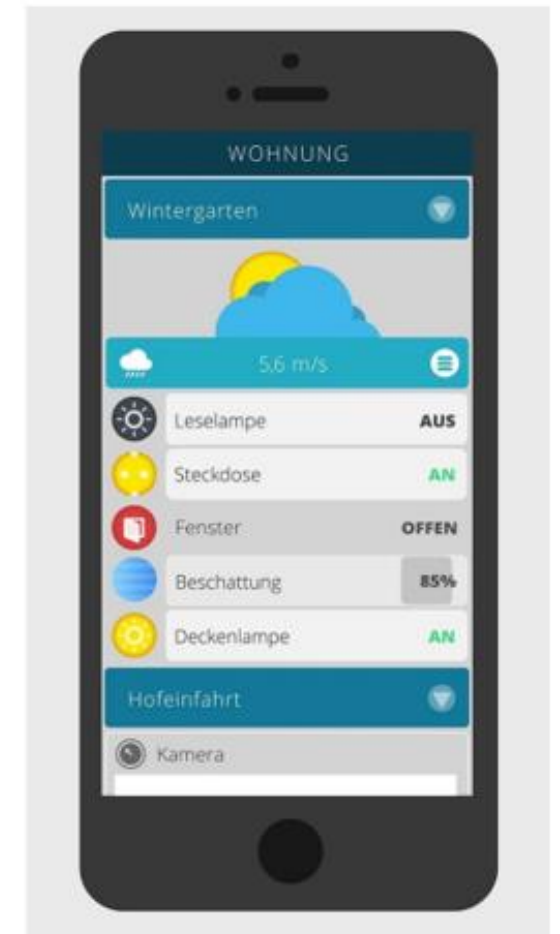 WOHNUNG
Wintergarten
5,6 m/s
Leselampe AUS
Steckdose AN
Fenster OFFEN
Beschattung 85%
Deckenlampe AN
Hofeinfahrt
Kamera